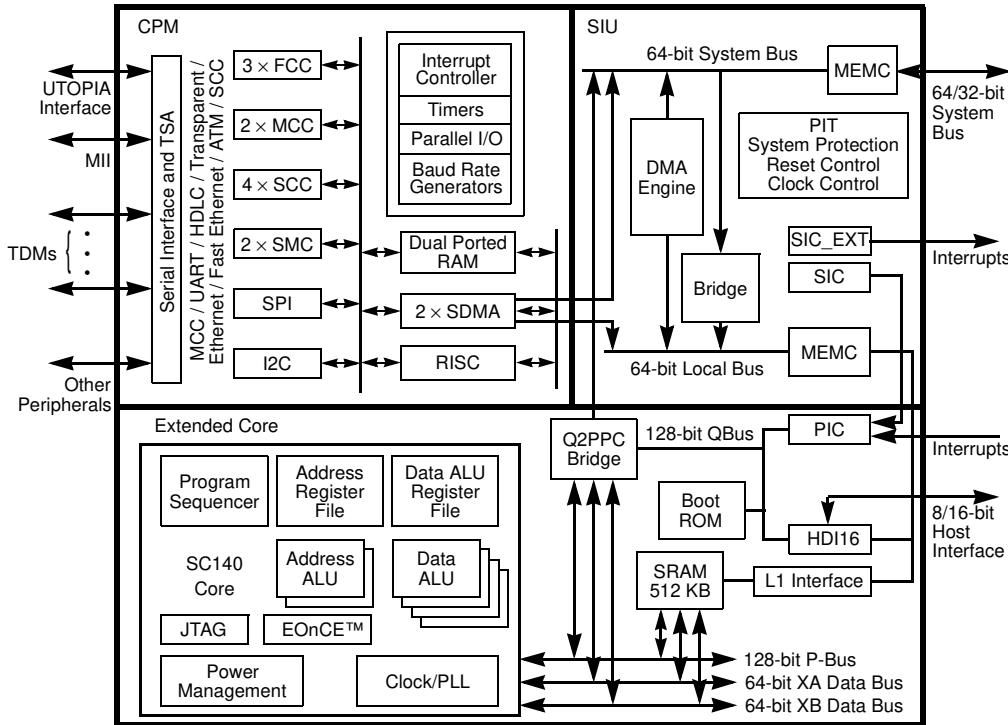 CPM
SIU
UTOPIA
Interface
MII
TDMs
Other
Peripherals
Serial Interface and TSA
MCC / UART / HDLC / Transparent /
Ethernet / Fast Ethernet / ATM / SCC
3 × FCC
2 × MCC
4 × SCC
2 × SMC
SPI
I2C
Interrupt
Controller
Timers
Parallel I/O
Baud Rate
Generators
Dual Ported
RAM
2 × SDMA
RISC
64-bit System Bus
MEMC
64/32-bit
System
Bus
DMA
Engine
PIT
System Protection
Reset Control
Clock Control
SIC_EXT
Interrupts
SIC
Bridge
MEMC
64-bit Local Bus
Extended Core
Program
Sequencer
Address
Register
File
Data ALU
Register
File
SC140
Core
Address
ALU
Data
ALU
JTAG
EOnCE™
Power
Management
Clock/PLL
Q2PPC
Bridge
128-bit QBus
PIC
Interrupts
Boot
ROM
HDI16
8/16-bit
Host
Interface
SRAM
512 KB
L1 Interface
128-bit P-Bus
64-bit XA Data Bus
64-bit XB Data Bus